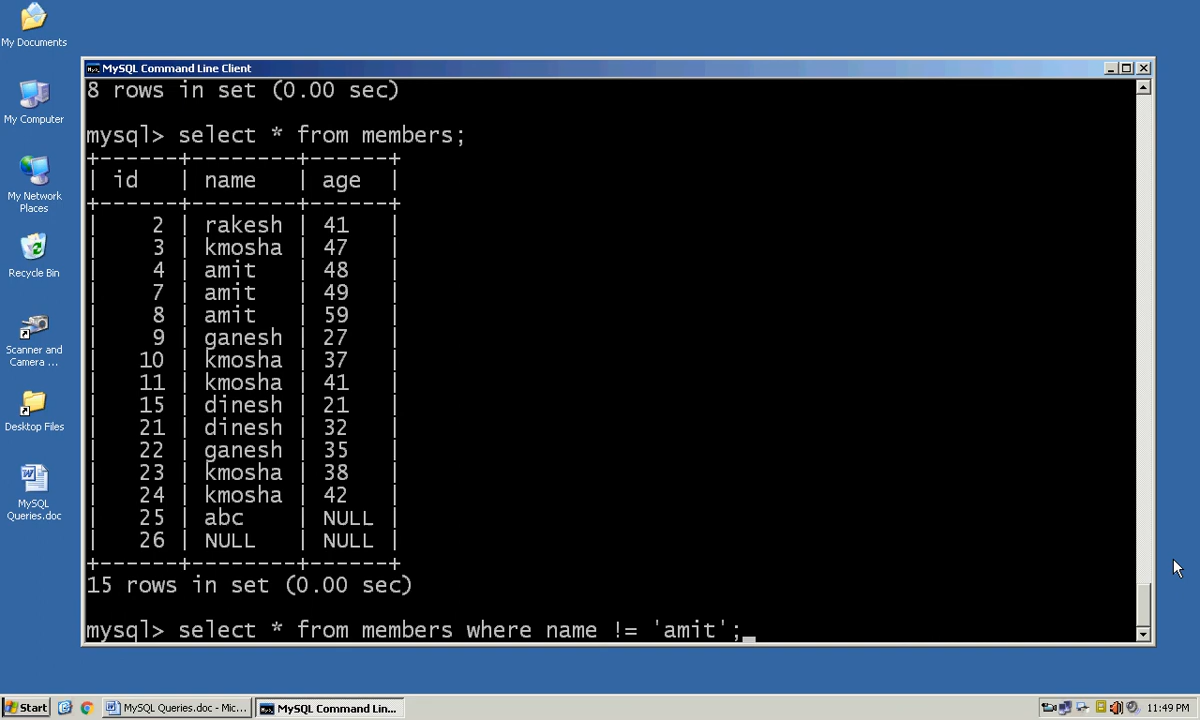 My Documents
My Computer
My Network
Places
Recycle Bin
Scanner and
Camera ...
Desktop Files
MySQL
Queries.doc
MySQL Command Line Client
8 rows in set (0.00 sec)
mysql> select * from members;
+------+--------+------+
| id | name | age |
+------+--------+------+
| 2 | rakesh | 41 |
| 3 | kmosha | 47 |
| 4 | amit | 48 |
| 7 | amit | 49 |
| 8 | amit | 59 |
| 9 | ganesh | 27 |
| 10 | kmosha | 37 |
| 11 | kmosha | 41 |
| 15 | dinesh | 21 |
| 21 | dinesh | 32 |
| 22 | ganesh | 35 |
| 23 | kmosha | 38 |
| 24 | kmosha | 42 |
| 25 | abc | NULL |
| 26 | NULL | NULL |
+------+--------+------+
15 rows in set (0.00 sec)
mysql> select * from members where name != 'amit';_
Start
MySQL Queries.doc - Mic...
MySQL Command Lin...
11:49 PM